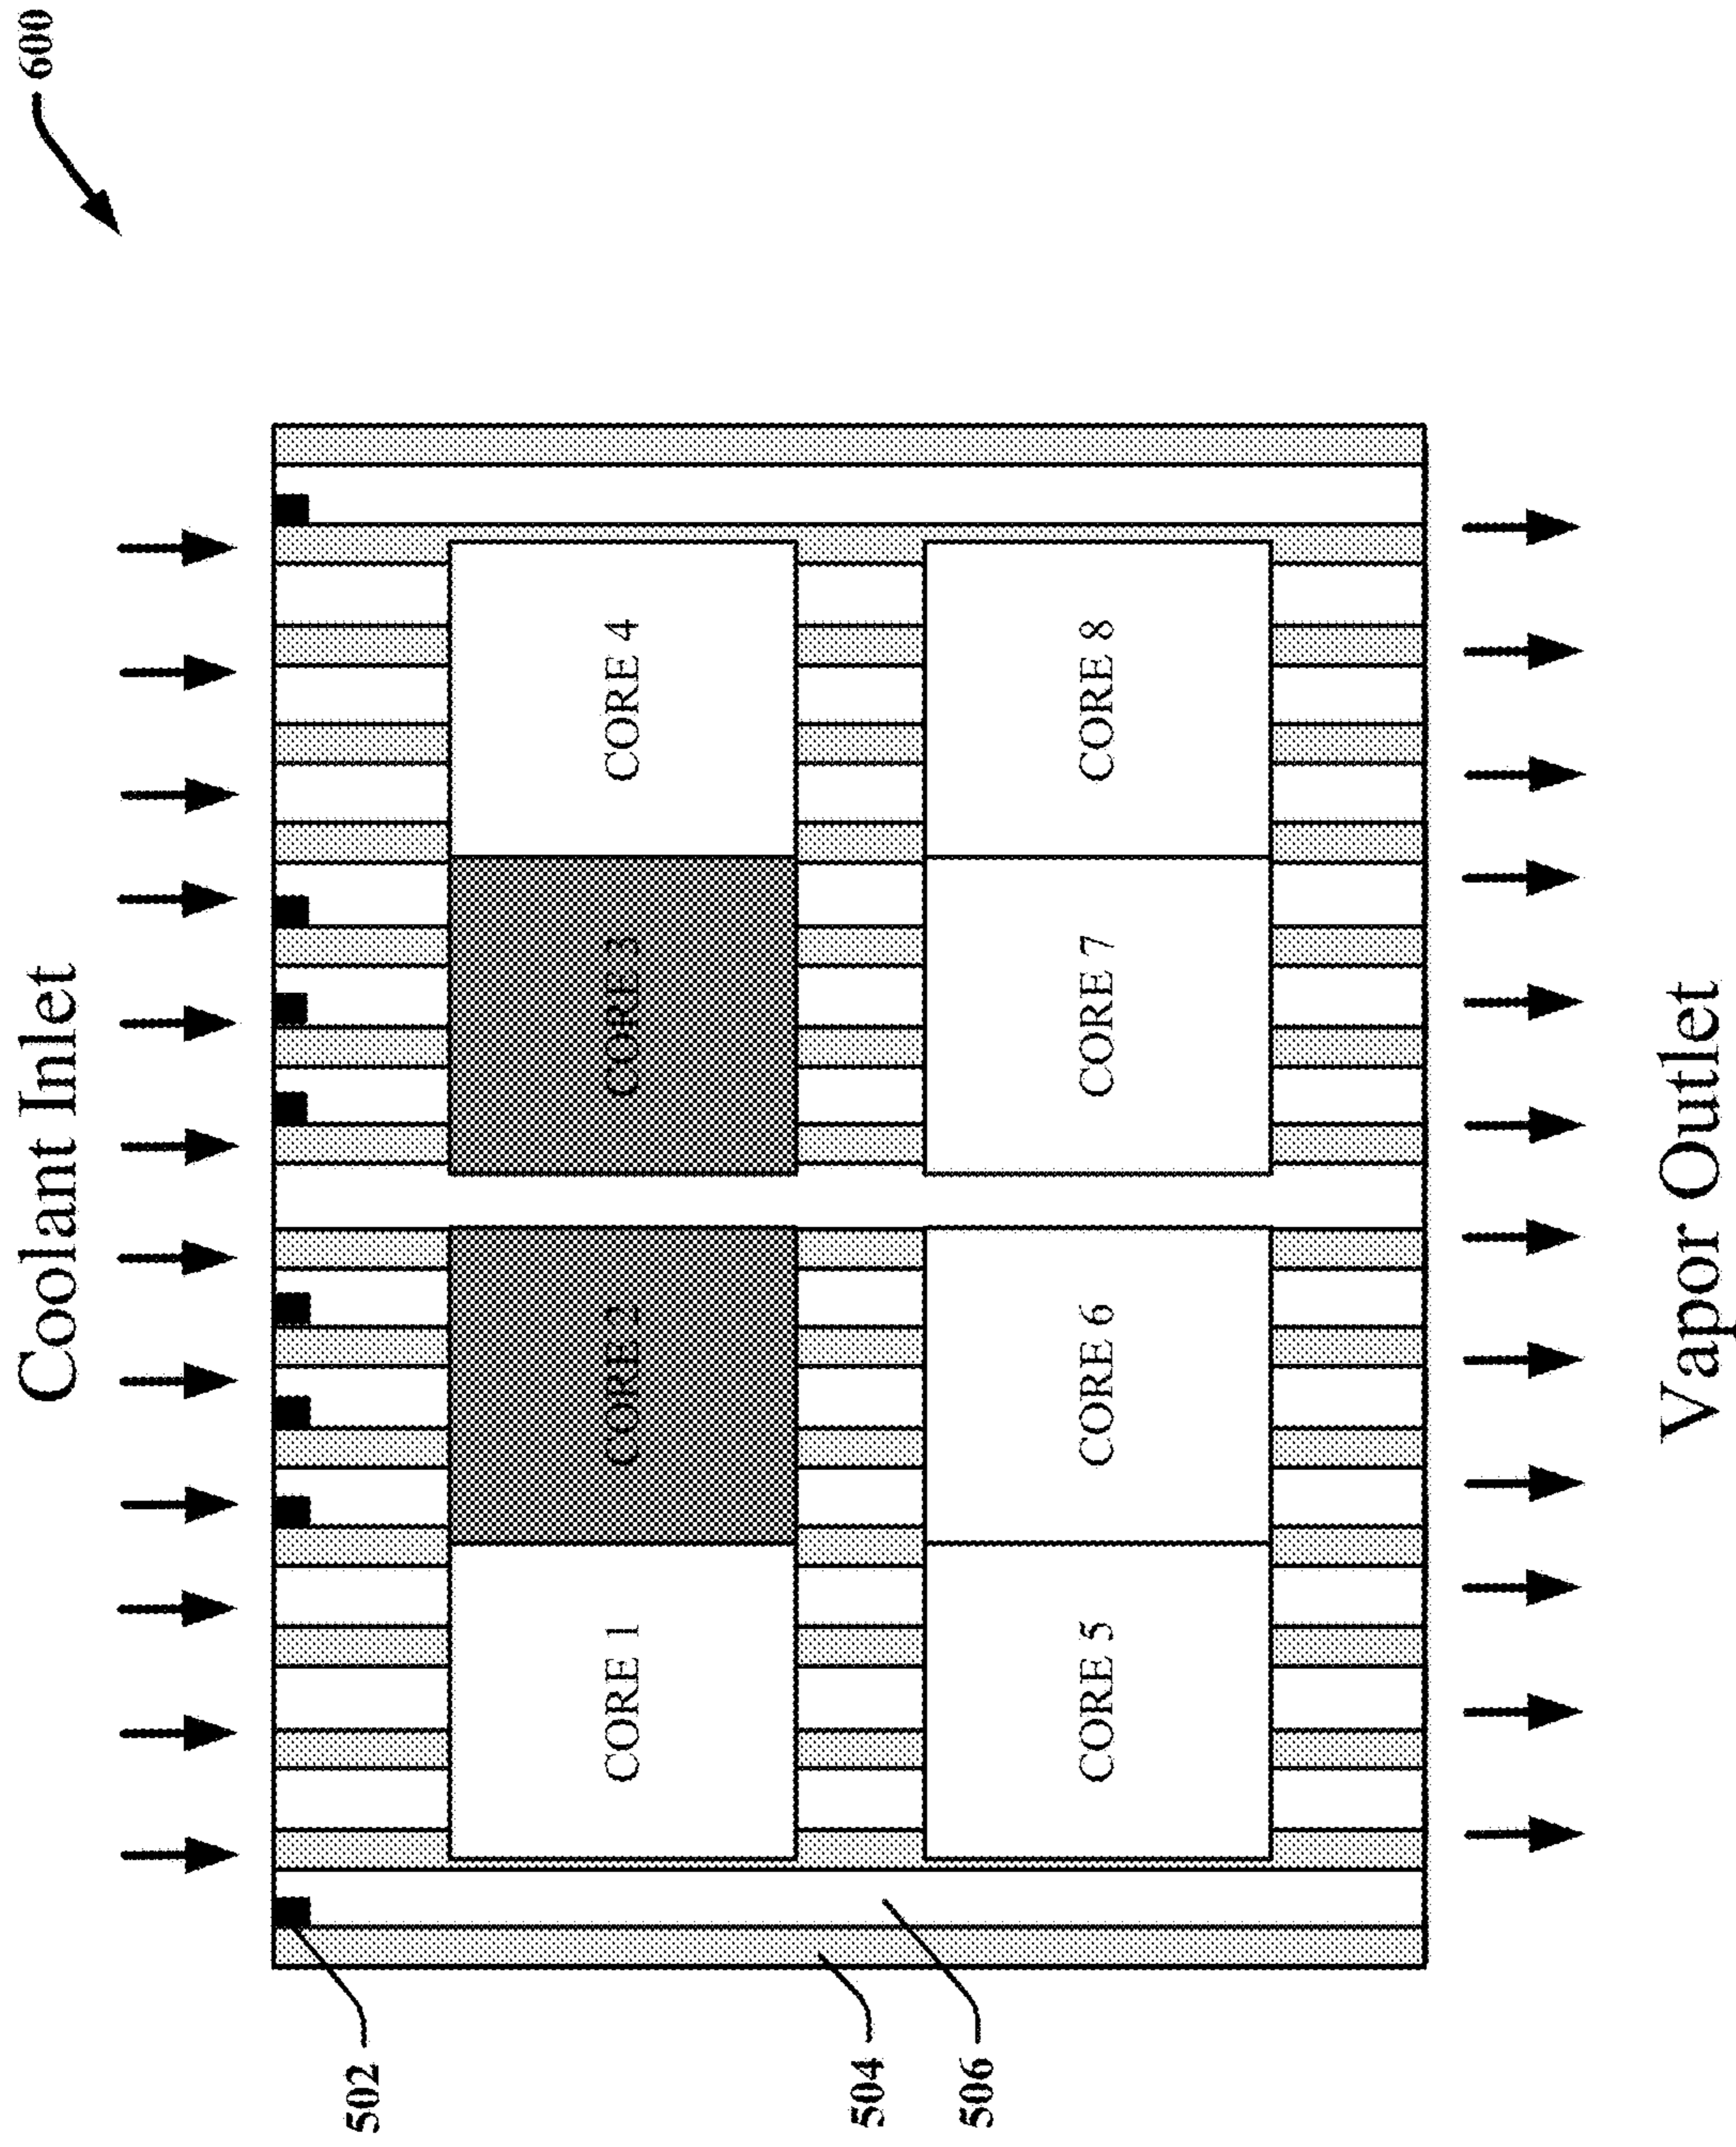 600
Coolant Inlet
CORE 1
CORE 2
CORE 3
CORE 4
CORE 5
CORE 6
CORE 7
CORE 8
502
504
506
Vapor Outlet